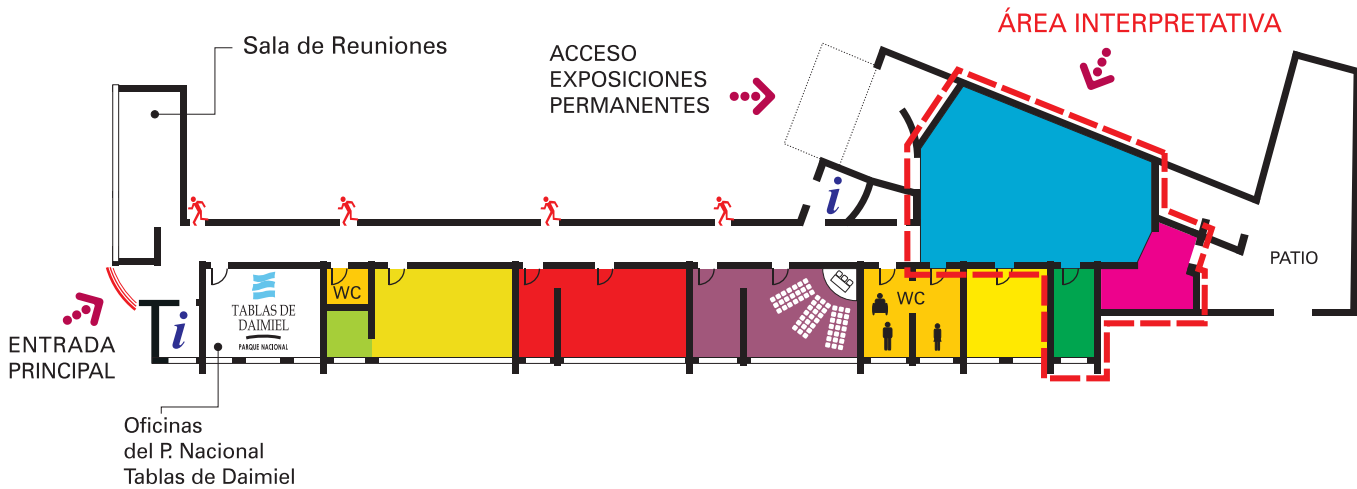 Sala de Reuniones
ACCESO
EXPOSICIONES
PERMANENTES
ÁREA INTERPRETATIVA
i
PATIO
WC
WC
TABLAS DE
DAIMIEL
PARQUE NACIONAL
i
ENTRADA
PRINCIPAL
Oficinas
del P. Nacional
Tablas de Daimiel